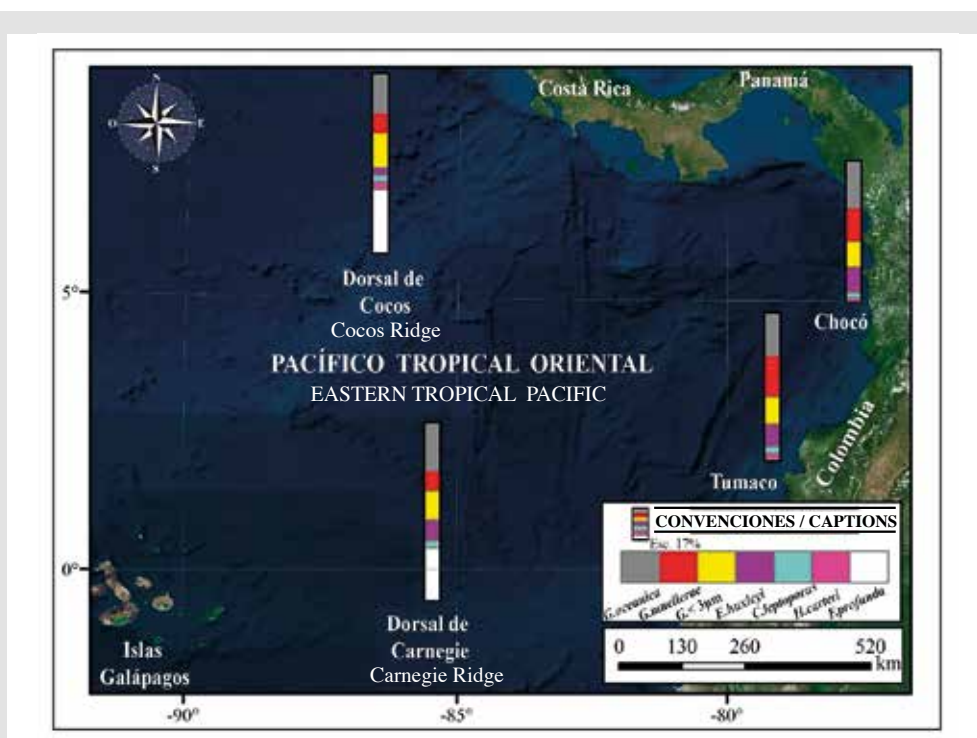 N
O
E
S
Costa Rica
Panamá
5°
Dorsal de
Cocos
Cocos Ridge
Chocó
PACÍFICO TROPICAL ORIENTAL
EASTERN TROPICAL PACIFIC
Colombia
Tumaco
CONVENCIONES / CAPTIONS
Esc. 17%
G.oceanica
G.muellerae
G.< 3µm
E.huxleyi
C.leptoporus
H.carteri
F.profunda
0°
Dorsal de
Carnegie
Carnegie Ridge
Islas
Galápagos
0 130 260 520
km
-90° -85° -80°